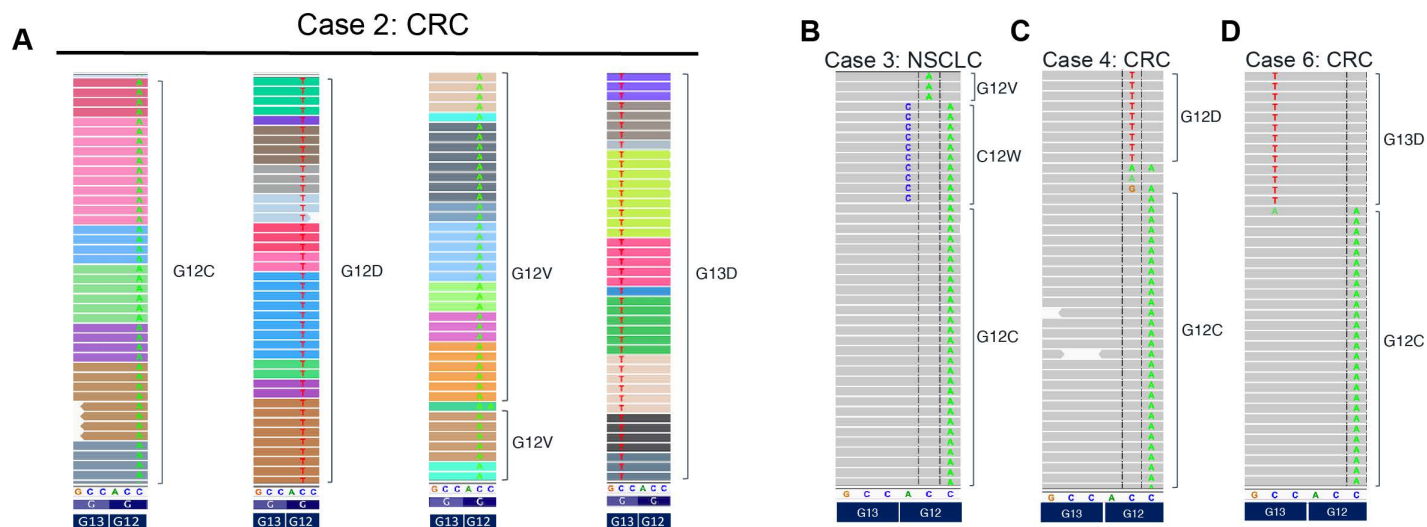 Case 2: CRC
A
G12C
G12D
G12V
G12V
G13D
G C C A C C
G G
G13 G12
G C C A C C
G G
G13 G12
G C C A C C
G G
G13 G12
G C C A C C
G G
G13 G12
B
Case 3: NSCLC
G12V
C12W
G12C
G C C A C C
G13 G12
C
Case 4: CRC
G12D
G12C
G C C A C C
G13 G12
D
Case 6: CRC
G13D
G12C
G C C A C C
G13 G12